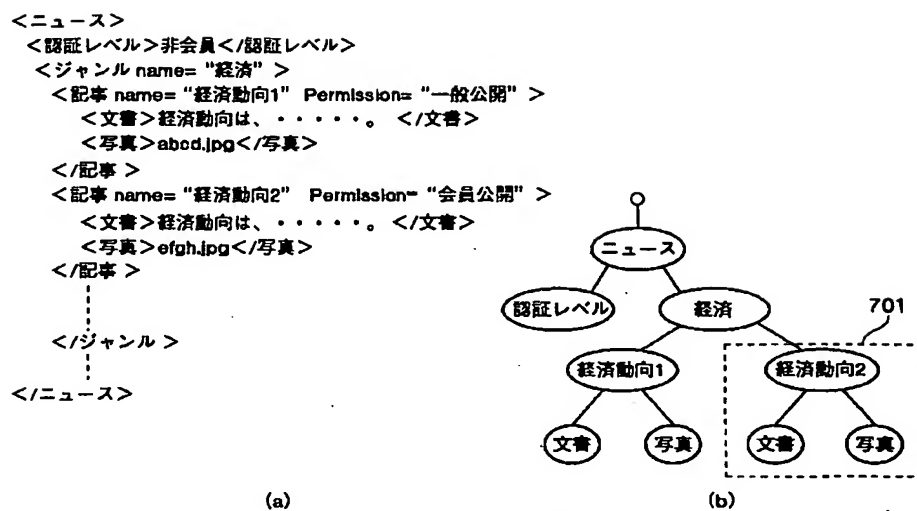 <ニュース>
<認証レベル>非会員</認証レベル>
<ジャンル name= “経済” >
<記事 name= “経済動向1” Permission= “一般公開” >
<文書>経済動向は、・・・・・。 </文書>
<写真>abcd.jpg</写真>
</記事 >
<記事 name= “経済動向2” Permission= “会員公開” >
<文書>経済動向は、・・・・・。 </文書>
<写真>efgh.jpg</写真>
</記事 >
</ジャンル >
</ニュース>
(a)
ニュース
認証レベル 経済
701
経済動向1 経済動向2
文書 写真 文書 写真
(b)